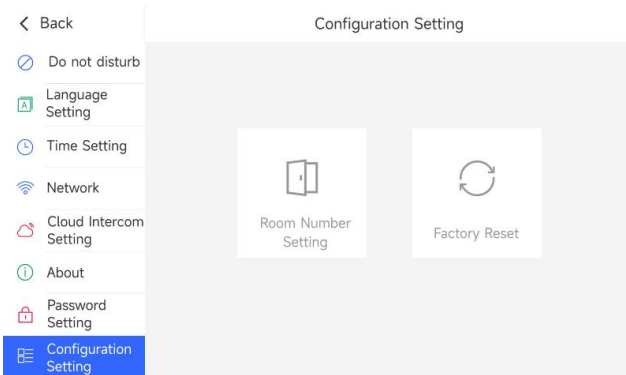 Back
Configuration Setting
Do not disturb
A
Language
Setting
Time Setting
Network
Cloud Intercom
Setting
About
Password
Setting
Configuration
Setting
Room Number
Setting
Factory Reset